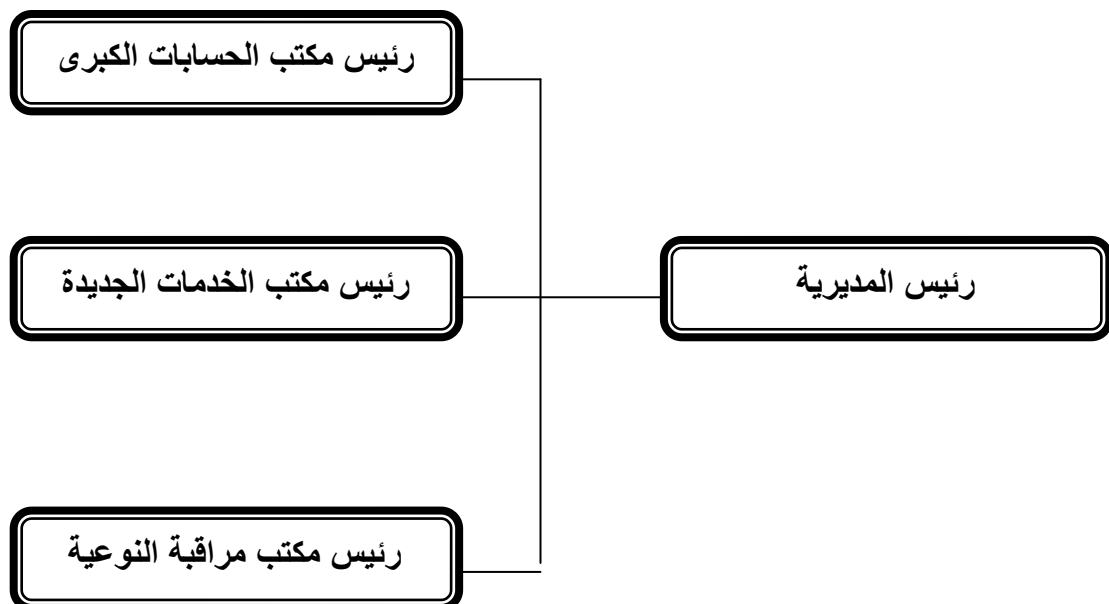 رئيس مكتب الحسابات الكبرى
رئيس المديرية
رئيس مكتب الخدمات الجديدة
رئيس مكتب مراقبة النوعية